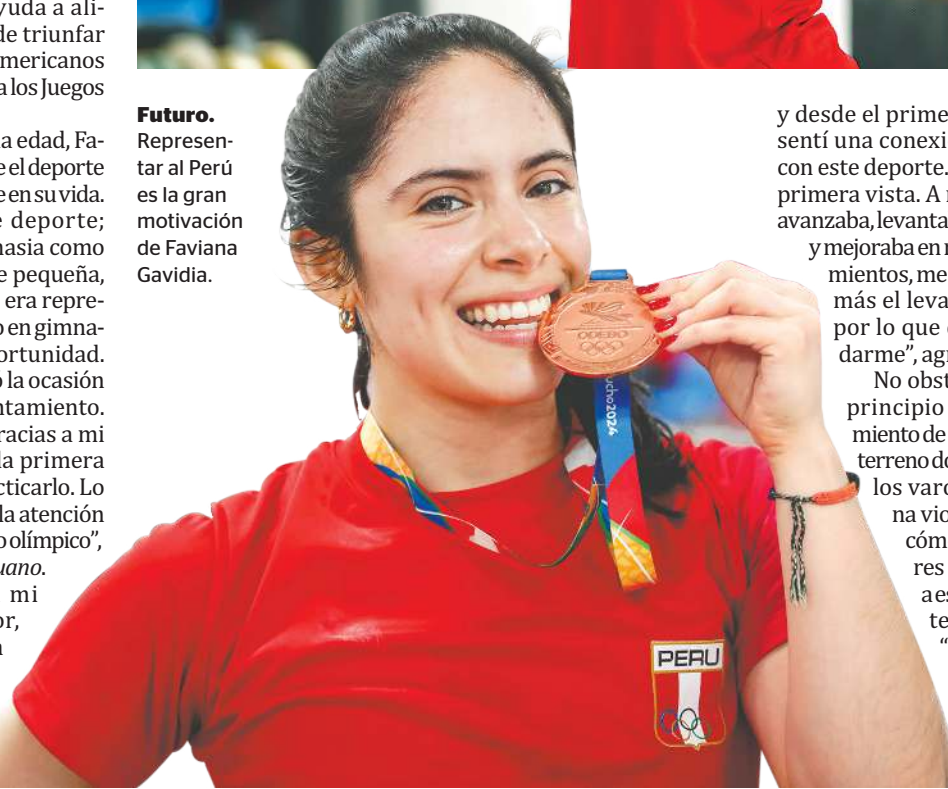 yuda a ali-
de triunfar
mericanos
a los Juegos
a edad, Fa-
e el deporte
e en su vida.
e deporte;
nasia como
e pequeña,
era repre-
o en gimna-
ortunidad.
ó la ocasión
ntamiento.
racias a mi
la primera
cticarlo. Lo
la atención
o olímpico”,
uano.
mi
or,
Futuro.
Represen-
tar al Perú
es la gran
motivación
de Faviana
Gavidia.
ODEBO
ucho2024
PERU
y desde el prime
sentí una conexi
con este deporte.
primera vista. A
avanzaba, levanta
y mejoraba en
mientos, me
más el leva
por lo que
darme”, ag
No obst
principio
miento de
terreno do
los varo
na vio
cóm
res
a es
te
“